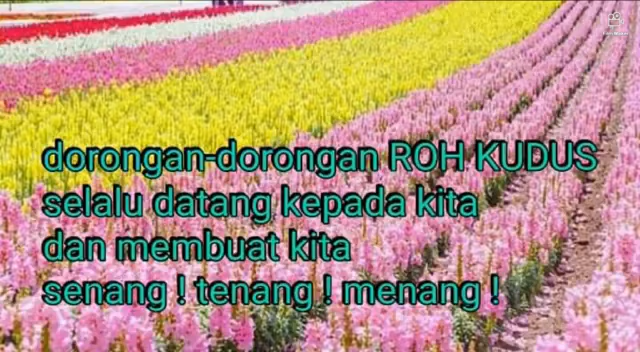 dorongan-dorongan ROH KUDUS
selalu datang kepada kita
dan membuat kita
senang ! tenang ! menang !